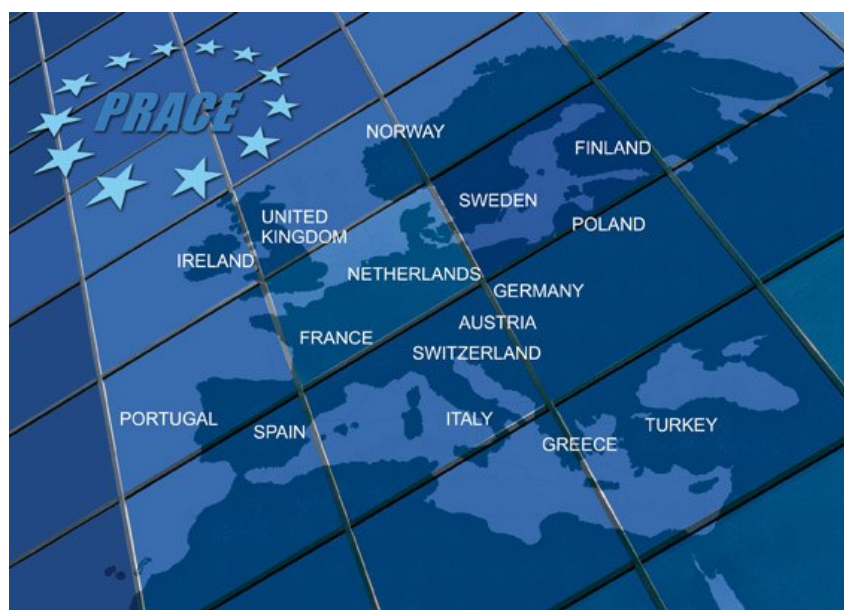 PRACE
NORWAY
FINLAND
SWEDEN
UNITED
KINGDOM
POLAND
IRELAND
NETHERLANDS
GERMANY
AUSTRIA
FRANCE
SWITZERLAND
PORTUGAL
SPAIN
ITALY
TURKEY
GREECE